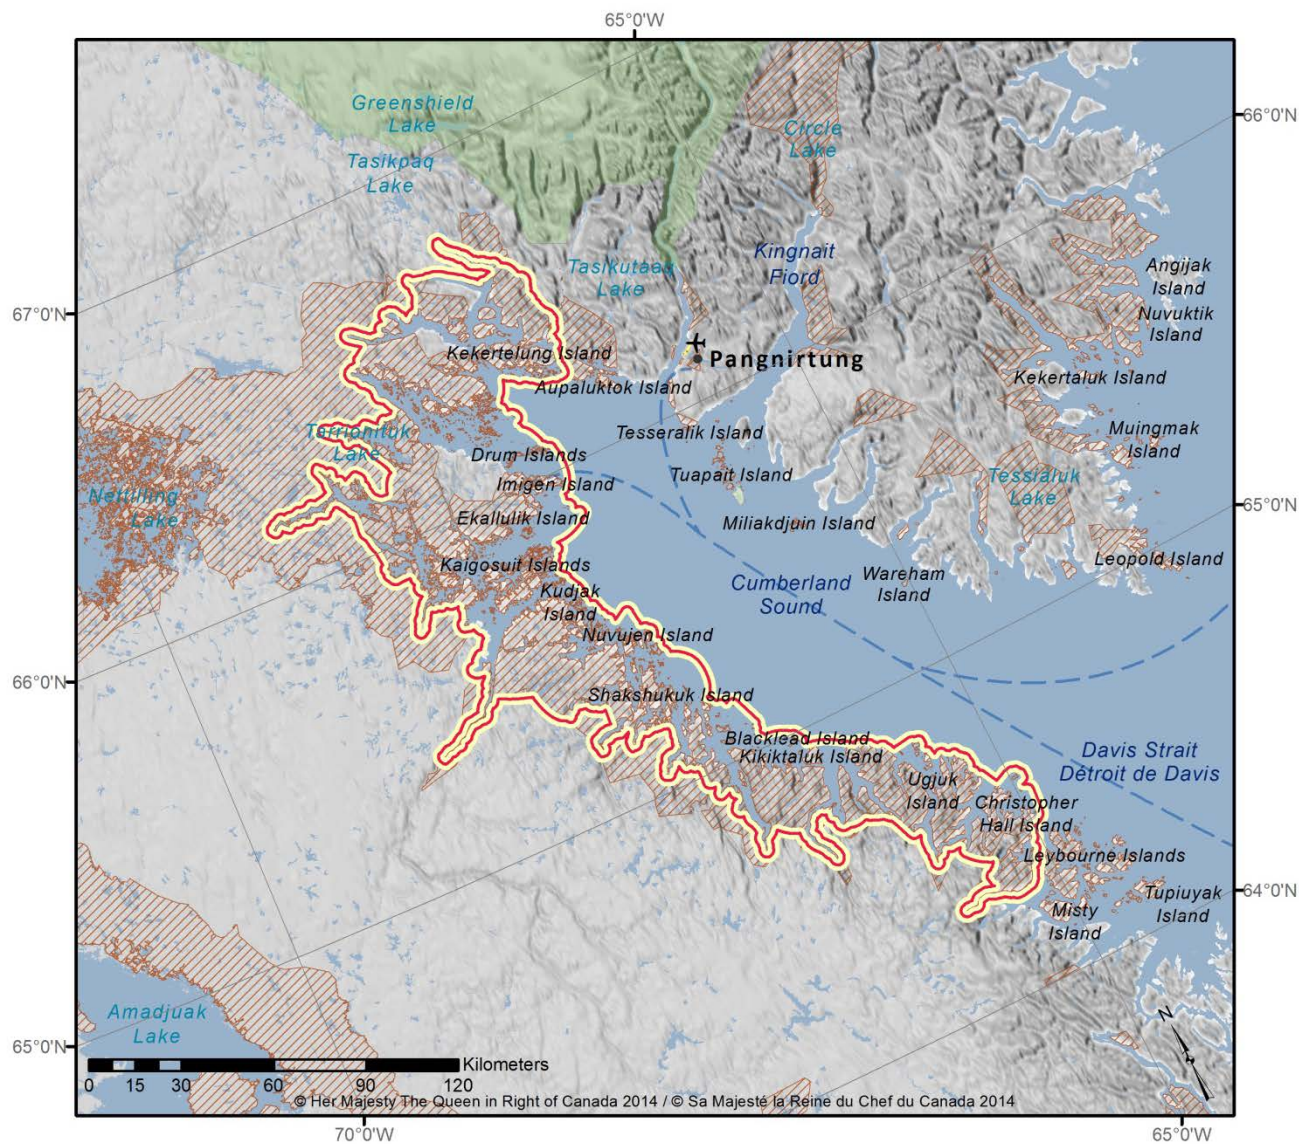 65°0'W
Greenshield
Lake
Tasikpaq
Lake
Circle
Lake
66°0'N
Tasikutaaq
Lake
Kingnait
Fiord
Angijak
Island
Nuvuktik
Island
67°0'N
Kekertelung Island
Pangnirtung
Aupaluktok Island
Kekertaluk Island
Tesseralik Island
Muingmak
Island
Drum Islands
Tuapait Island
Imigen Island
Tessialuk
Lake
Nettilling
Lake
Ekallulik Island
Miliakdjuin Island
65°0'N
Kaigosuit Islands
Leopold Island
Kudjak
Island
Cumberland
Sound
Wareham
Island
Nuvujen Island
66°0'N
Shakshukuk Island
Blacklead Island
Kikiktaluk Island
Davis Strait
Détroit de Davis
Ugjuk
Island
Christopher
Hall Island
Leybourne Islands
Tupiuyak
Island
64°0'N
Misty
Island
Amadjuak
Lake
N
65°0'N
Kilometers
0 15 30 60 90 120
© Her Majesty The Queen in Right of Canada 2014 / © Sa Majesté la Reine du Chef du Canada 2014
70°0'W
65°0'W